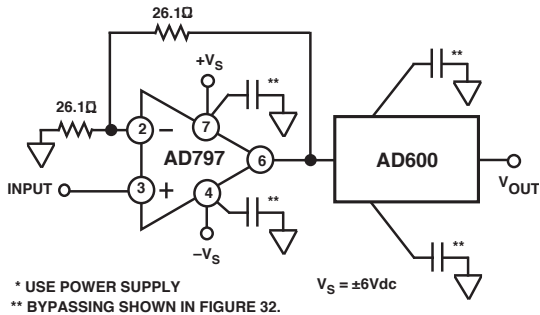 26.1Ω
**
+VS
**
26.1Ω
2
−
7
AD797
6
AD600
VOUT
INPUT
3
+
4
**
−VS
**
* USE POWER SUPPLY
** BYPASSING SHOWN IN FIGURE 32.
VS = ±6Vdc